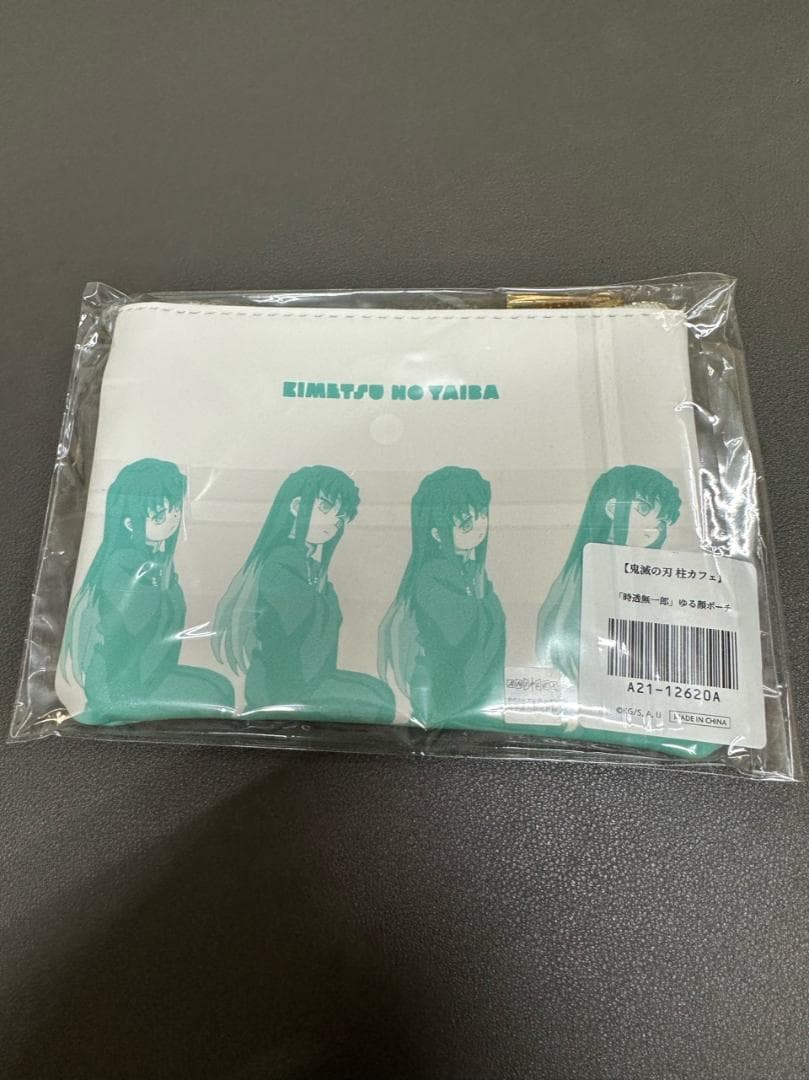 KIMETSU NO YAIBA
【鬼滅の刃 柱カフェ】
「時透無一郎」ゆる顔ポーチ
A21-12620A
©KG/S, A, U
MADE IN CHINA